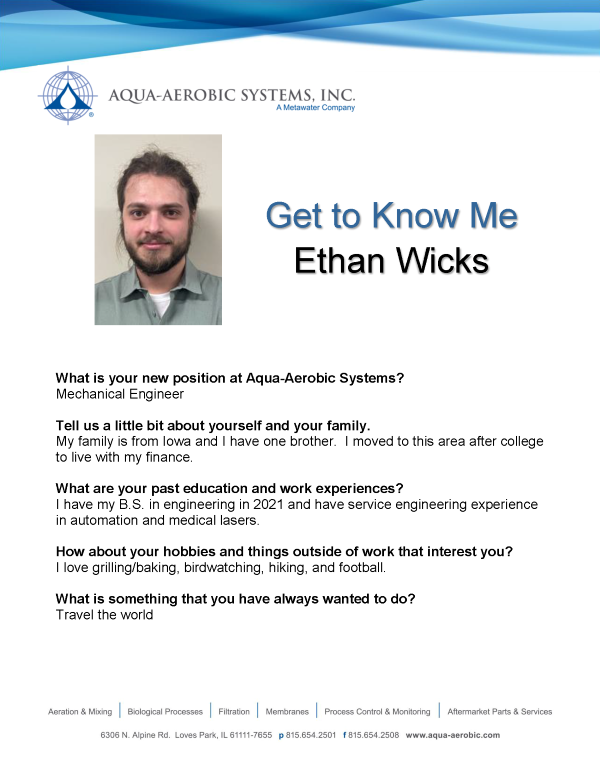 AQUA-AEROBIC SYSTEMS, INC.
A Metawater Company
®
Get to Know Me
Ethan Wicks
What is your new position at Aqua-Aerobic Systems?
Mechanical Engineer
Tell us a little bit about yourself and your family.
My family is from Iowa and I have one brother.  I moved to this area after college
to live with my finance.
What are your past education and work experiences?
I have my B.S. in engineering in 2021 and have service engineering experience
in automation and medical lasers.
How about your hobbies and things outside of work that interest you?
I love grilling/baking, birdwatching, hiking, and football.
What is something that you have always wanted to do?
Travel the world
Aeration & Mixing | Biological Processes | Filtration | Membranes | Process Control & Monitoring | Aftermarket Parts & Services
6306 N. Alpine Rd.  Loves Park, IL 61111-7655  p 815.654.2501  f 815.654.2508  www.aqua-aerobic.com